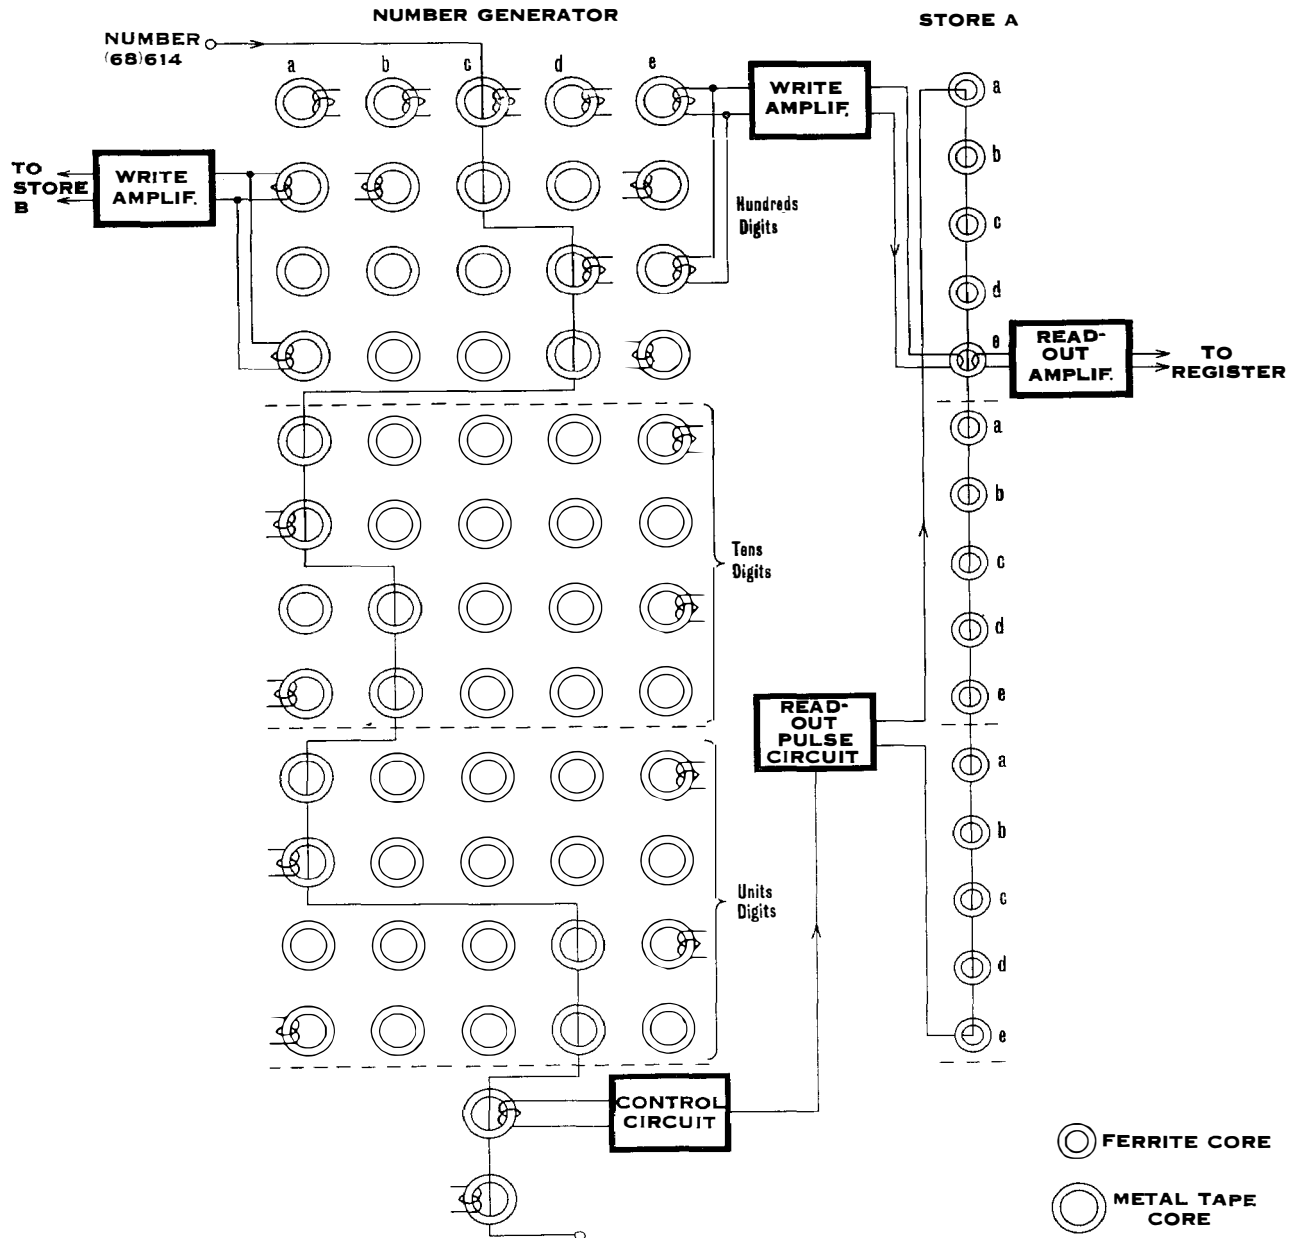 NUMBER GENERATOR
STORE A
NUMBER
(68)614
a b c d e
WRITE
AMPLIF.
TO
STORE
B
WRITE
AMPLIF.
Hundreds
Digits
a
b
c
d
e
READ-
OUT
AMPLIF.
TO
REGISTER
a
b
c
d
e
Tens
Digits
READ-
OUT
PULSE
CIRCUIT
a
b
c
d
e
Units
Digits
CONTROL
CIRCUIT
FERRITE CORE
METAL TAPE
CORE